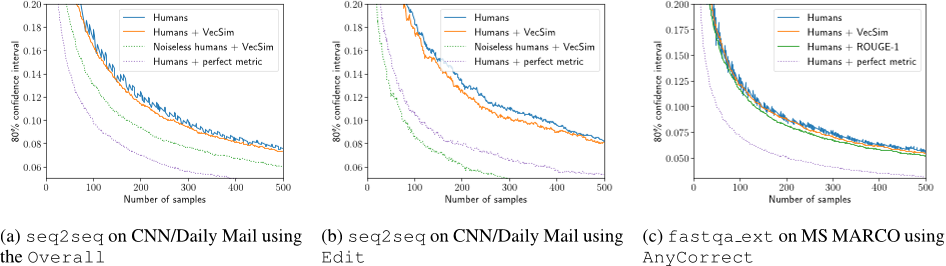 0.20
0.18
0.16
0.14
0.12
0.10
0.08
0.06
80% confidence interval
0 100 200 300 400 500
Number of samples
Humans
Humans + VecSim
Noiseless humans + VecSim
Humans + perfect metric
(a) seq2seq on CNN/Daily Mail using
the Overall
0.20
0.18
0.16
0.14
0.12
0.10
0.08
0.06
80% confidence interval
0 100 200 300 400 500
Number of samples
Humans
Humans + VecSim
Noiseless humans + VecSim
Humans + perfect metric
(b) seq2seq on CNN/Daily Mail using
Edit
0.200
0.175
0.150
0.125
0.100
0.075
0.050
80% confidence interval
0 100 200 300 400 500
Number of samples
Humans
Humans + VecSim
Humans + ROUGE-1
Humans + perfect metric
(c) fastqa_ext on MS MARCO using
AnyCorrect